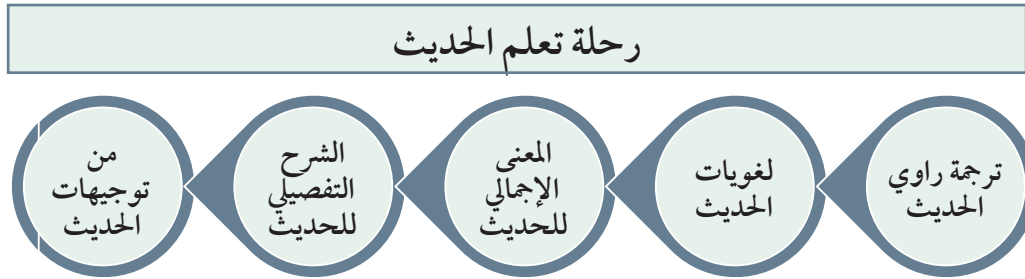 رحلة تعلم الحديث
ترجمة راوي
الحديث
لغويات
الحديث
المعنى
الإجمالي
للحديث
الشرح
التفصيلي
للحديث
من
توجيهات
الحديث